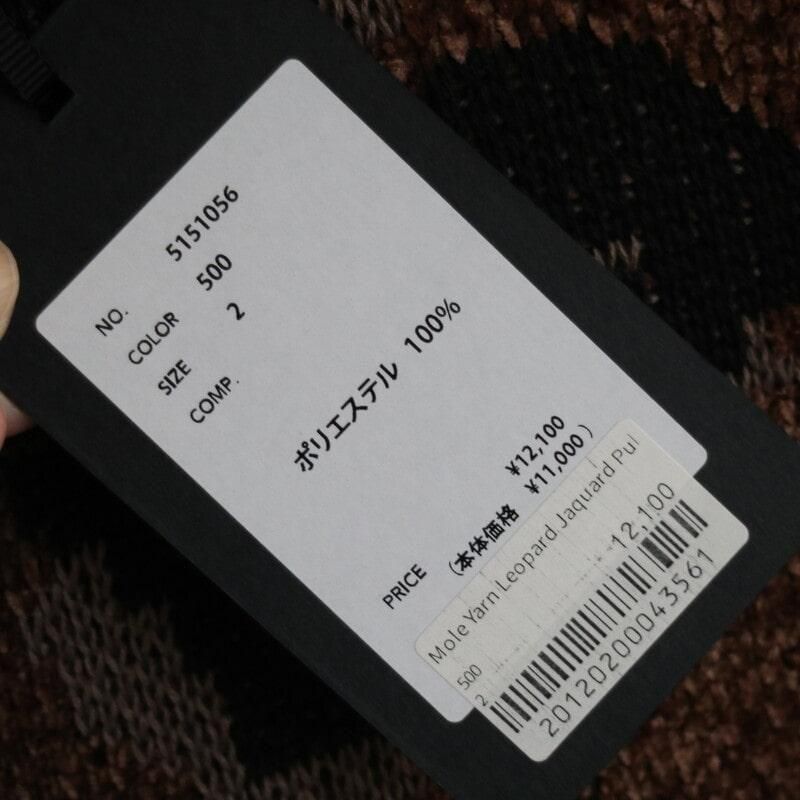 NO. 5151056
COLOR 500
SIZE 2
COMP.
ポリエステル 100%
PRICE ¥12,100
(本体価格 ¥11,000)
Mole Yarn Leopard Jaquard Pul
500 12,100
2
201202000043561